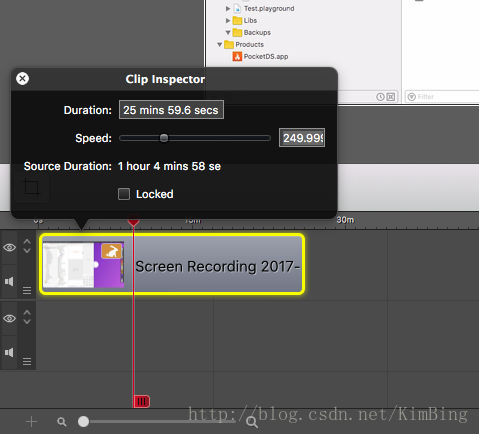 Test.playground
Libs
Backups
Products
PocketDS.app
Filter
Clip Inspector
Duration: 25 mins 59.6 secs
Speed: 249.999
Source Duration: 1 hour 4 mins 58 se
Locked
0s 15m 30m
Screen Recording 2017-
http://blog.csdn.net/KimBing